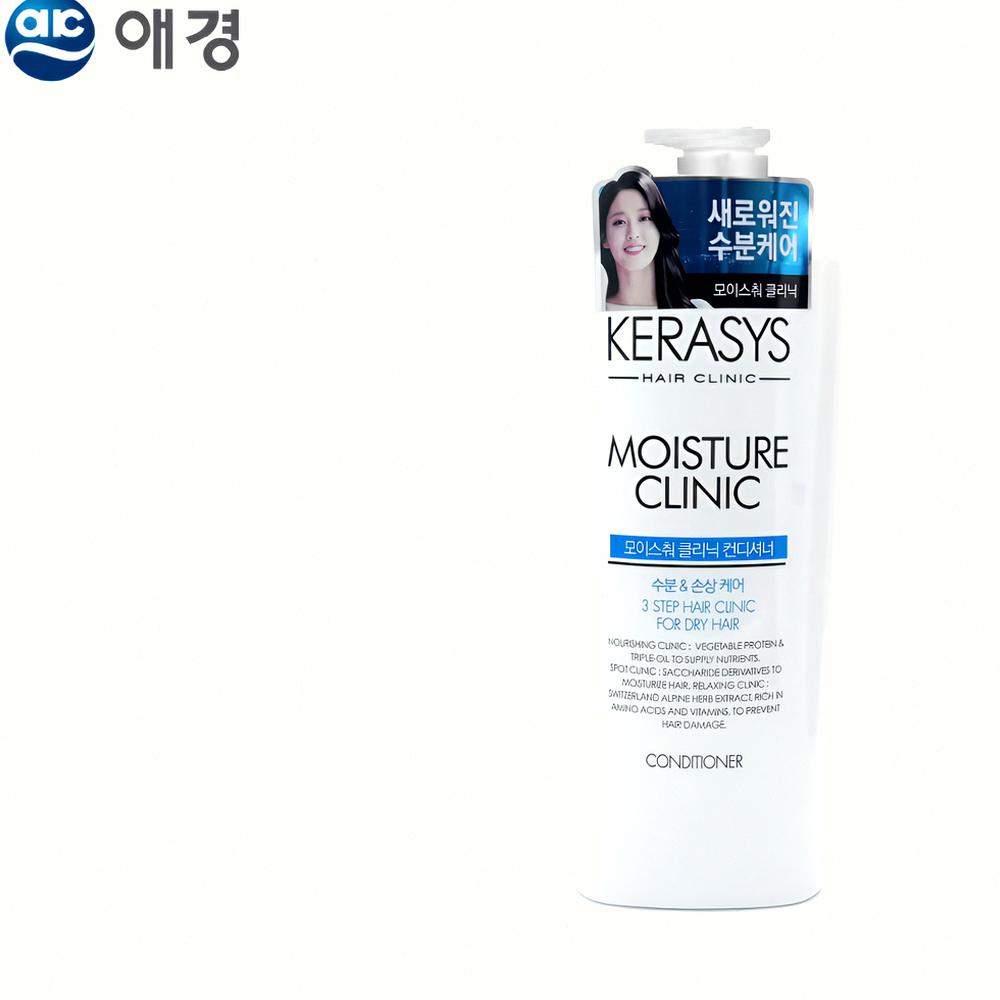 ak 애경
새로워진
수분케어
모이스춰 클리닉
KERASYS
HAIR CLINIC
MOISTURE
CLINIC
모이스춰 클리닉 컨디셔너
수분 & 손상 케어
3 STEP HAIR CLINIC
FOR DRY HAIR
NOURISHING CLINIC : VEGETABLE PROTEIN &
TRIPLE-OIL TO SUPPLY NUTRIENTS.
SPOT CLINIC : SACCHARIDE DERIVATIVES TO
MOISTURIZE HAIR. RELAXING CLINIC :
SWITZERLAND ALPINE HERB EXTRACT, RICH IN
AMINO ACIDS AND VITAMINS, TO PREVENT
HAIR DAMAGE.
CONDITIONER